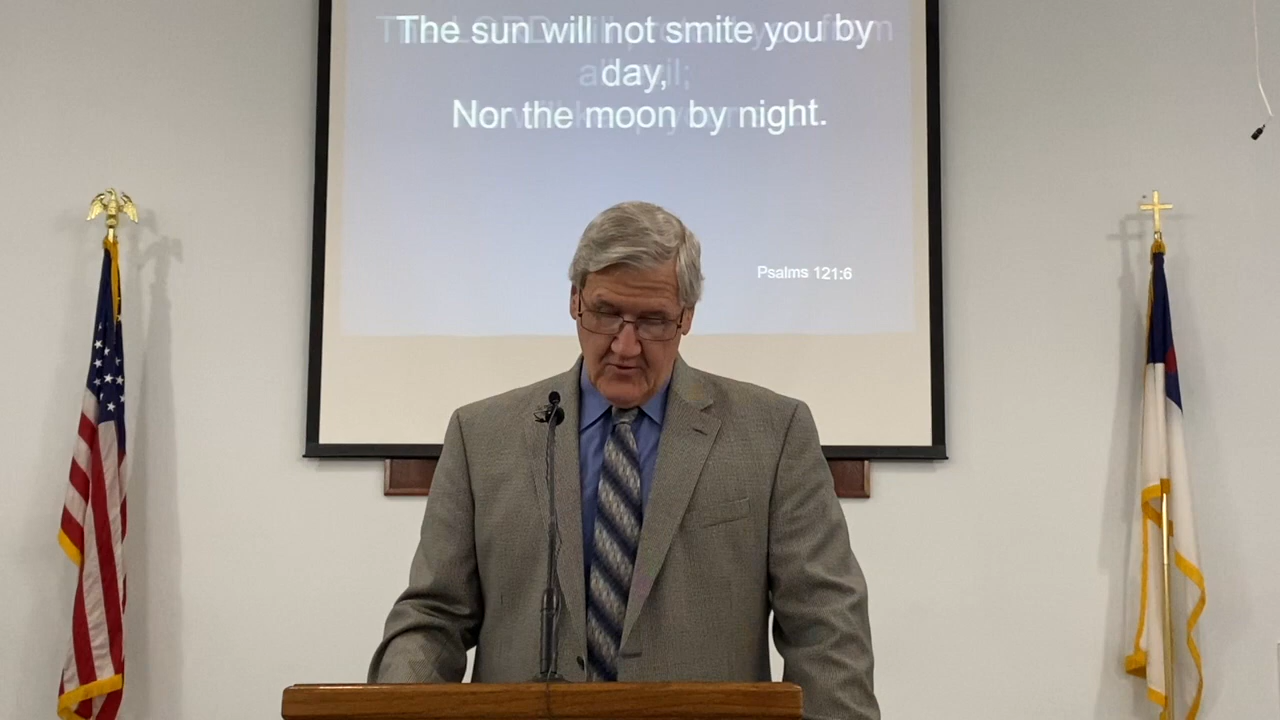 The sun will not smite you by
day,
Nor the moon by night.
Psalms 121:6